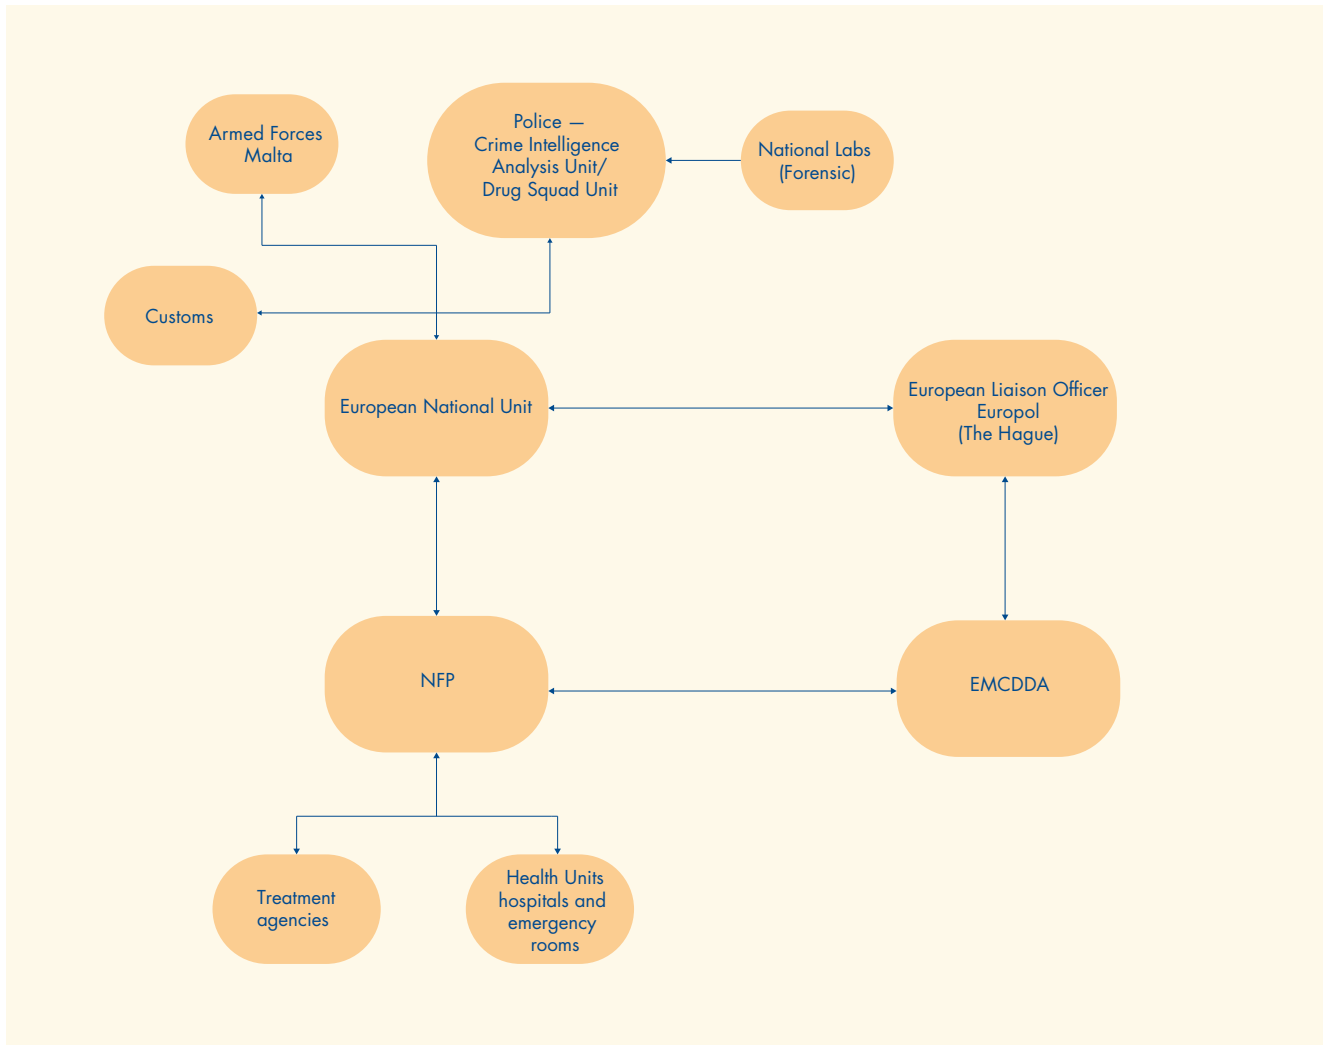 Armed Forces
Malta
Police —
Crime Intelligence
Analysis Unit/
Drug Squad Unit
National Labs
(Forensic)
Customs
European National Unit
European Liaison Officer
Europol
(The Hague)
NFP
EMCDDA
Treatment
agencies
Health Units
hospitals and
emergency
rooms